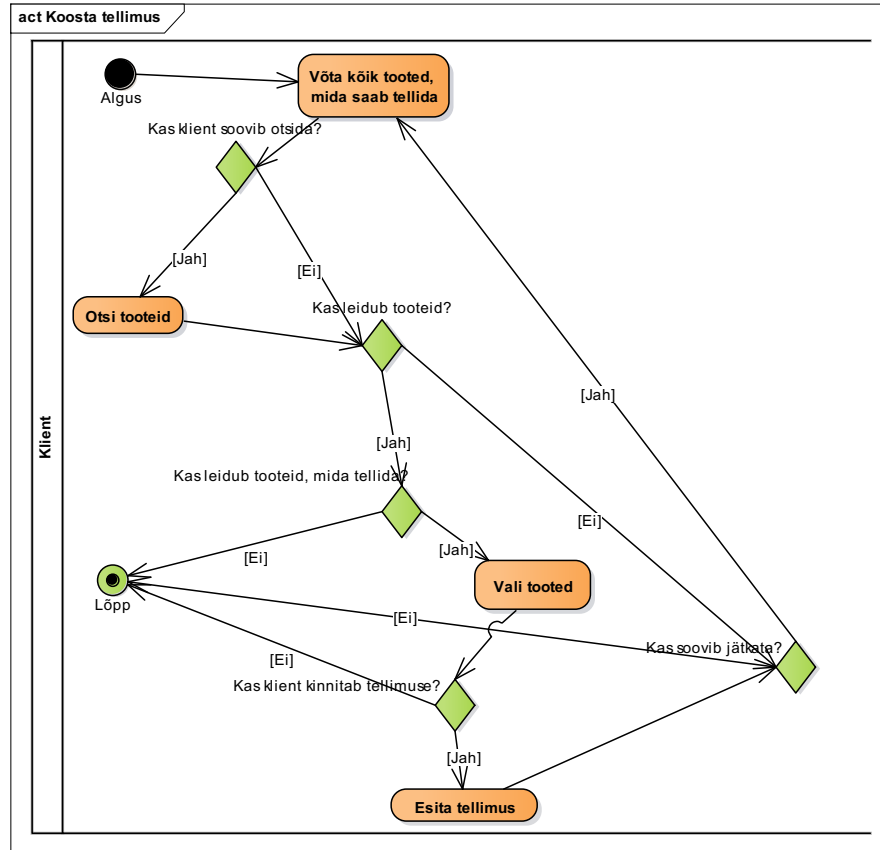 act Koosta tellimus
Algus
Võta kõik tooted,
mida saab tellida
Kas klient soovib otsida?
[Jah]
[Ei]
Otsi tooteid
Kas leidub tooteid?
[Jah]
[Jah]
Klient
Kas leidub tooteid, mida tellida?
[Ei]
[Jah]
[Ei]
Vali tooted
Lõpp
[Ei]
Kas soovib jätkata?
[Ei]
Kas klient kinnitab tellimuse?
[Jah]
Esita tellimus